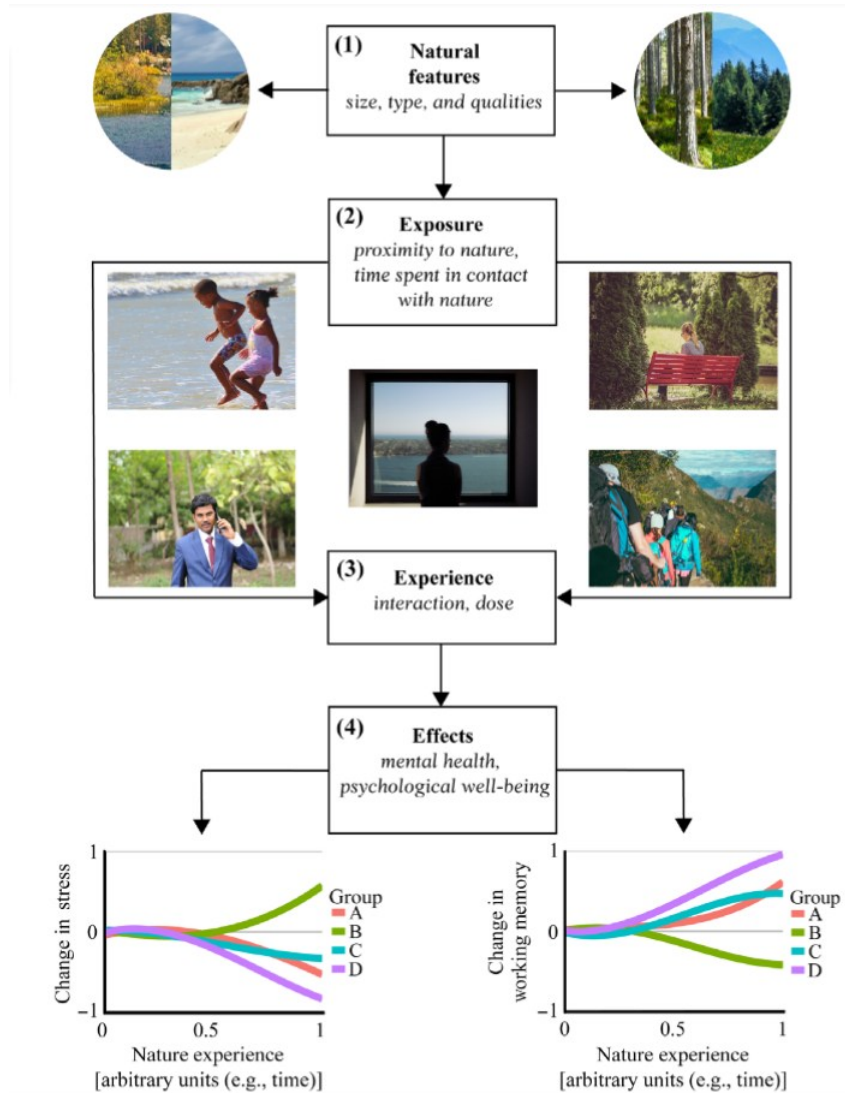 (1)
Natural
features
size, type, and qualities
(2)
Exposure
proximity to nature,
time spent in contact
with nature
(3)
Experience
interaction, dose
(4)
Effects
mental health,
psychological well-being
1
0
−1
Change in stress
0
0.5
1
Nature experience
[arbitrary units (e.g., time)]
Group
A
B
C
D
1
0
−1
Change in
working memory
0
0.5
1
Nature experience
[arbitrary units (e.g., time)]
Group
A
B
C
D